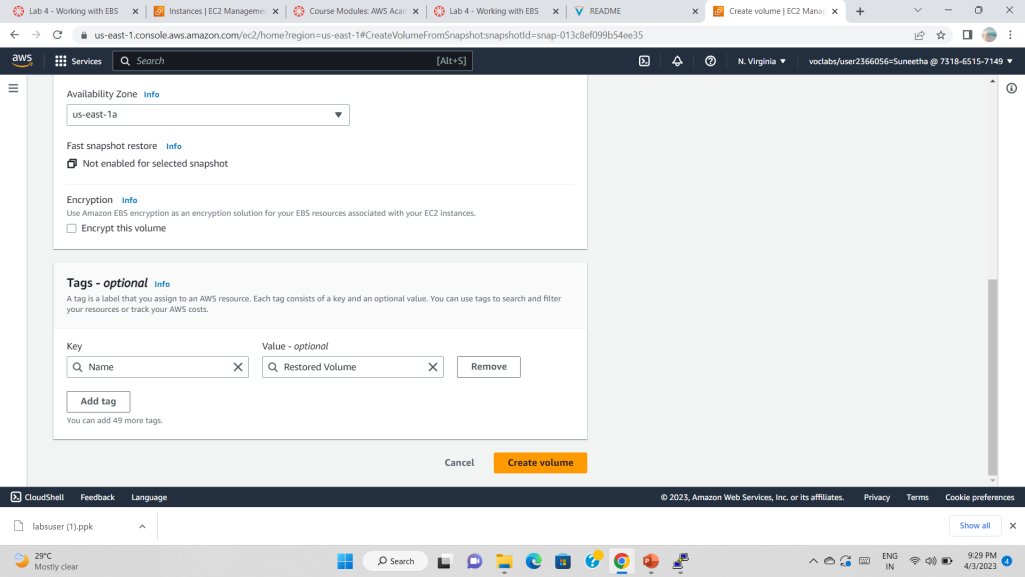 Lab 4 - Working with EBS
Instances | EC2 Managemen
Course Modules: AWS Acad
Lab 4 - Working with EBS
README
Create volume | EC2 Manag
us-east-1.console.aws.amazon.com/ec2/home?region=us-east-1#CreateVolumeFromSnapshot:snapshotId=snap-013c8ef099b54ee35
aws
Services
Search
[Alt+S]
N. Virginia
voclabs/user2366056=Suneetha @ 7318-6515-7149
Availability Zone Info
us-east-1a
Fast snapshot restore Info
Not enabled for selected snapshot
Encryption Info
Use Amazon EBS encryption as an encryption solution for your EBS resources associated with your EC2 instances.
Encrypt this volume
Tags - optional Info
A tag is a label that you assign to an AWS resource. Each tag consists of a key and an optional value. You can use tags to search and filter
your resources or track your AWS costs.
Key
Value - optional
Name
Restored Volume
Remove
Add tag
You can add 49 more tags.
Cancel
Create volume
CloudShell
Feedback
Language
© 2023, Amazon Web Services, Inc. or its affiliates.
Privacy
Terms
Cookie preferences
labsuser (1).ppk
Show all
29°C
Mostly clear
Search
ENG
IN
9:29 PM
4/3/2023
4